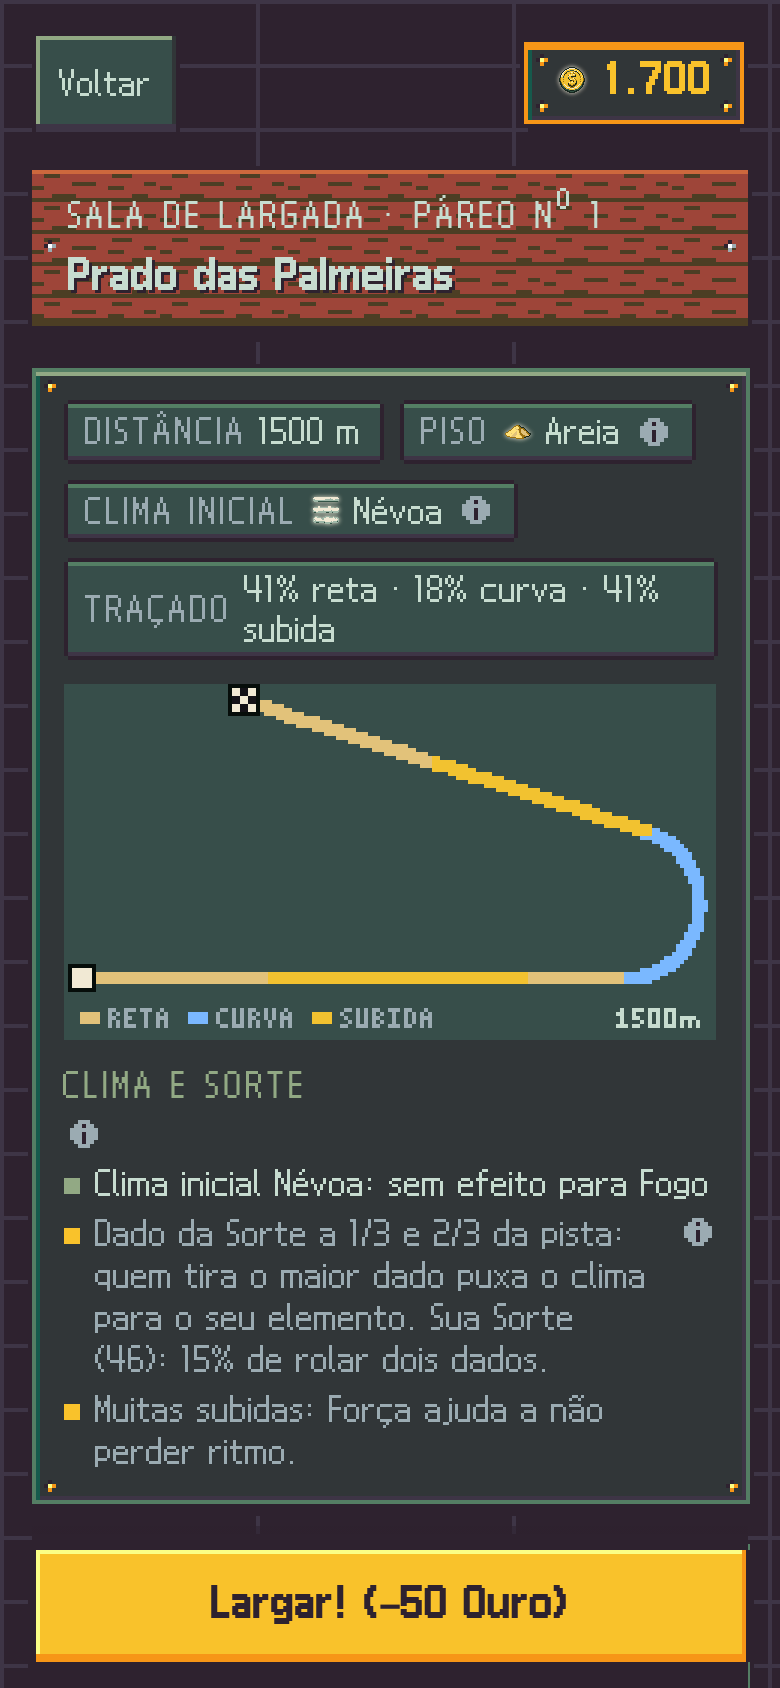 Voltar
1.700
SALA DE LARGADA · PÁREO Nº 1
Prado das Palmeiras
DISTÂNCIA 1500 m
PISO Areia
CLIMA INICIAL Névoa
TRAÇADO 41% reta · 18% curva · 41%
subida
RETA CURVA SUBIDA 1500m
CLIMA E SORTE
Clima inicial Névoa: sem efeito para Fogo
Dado da Sorte a 1/3 e 2/3 da pista:
quem tira o maior dado puxa o clima
para o seu elemento. Sua Sorte
(46): 15% de rolar dois dados.
Muitas subidas: Força ajuda a não
perder ritmo.
Largar! (−50 Ouro)